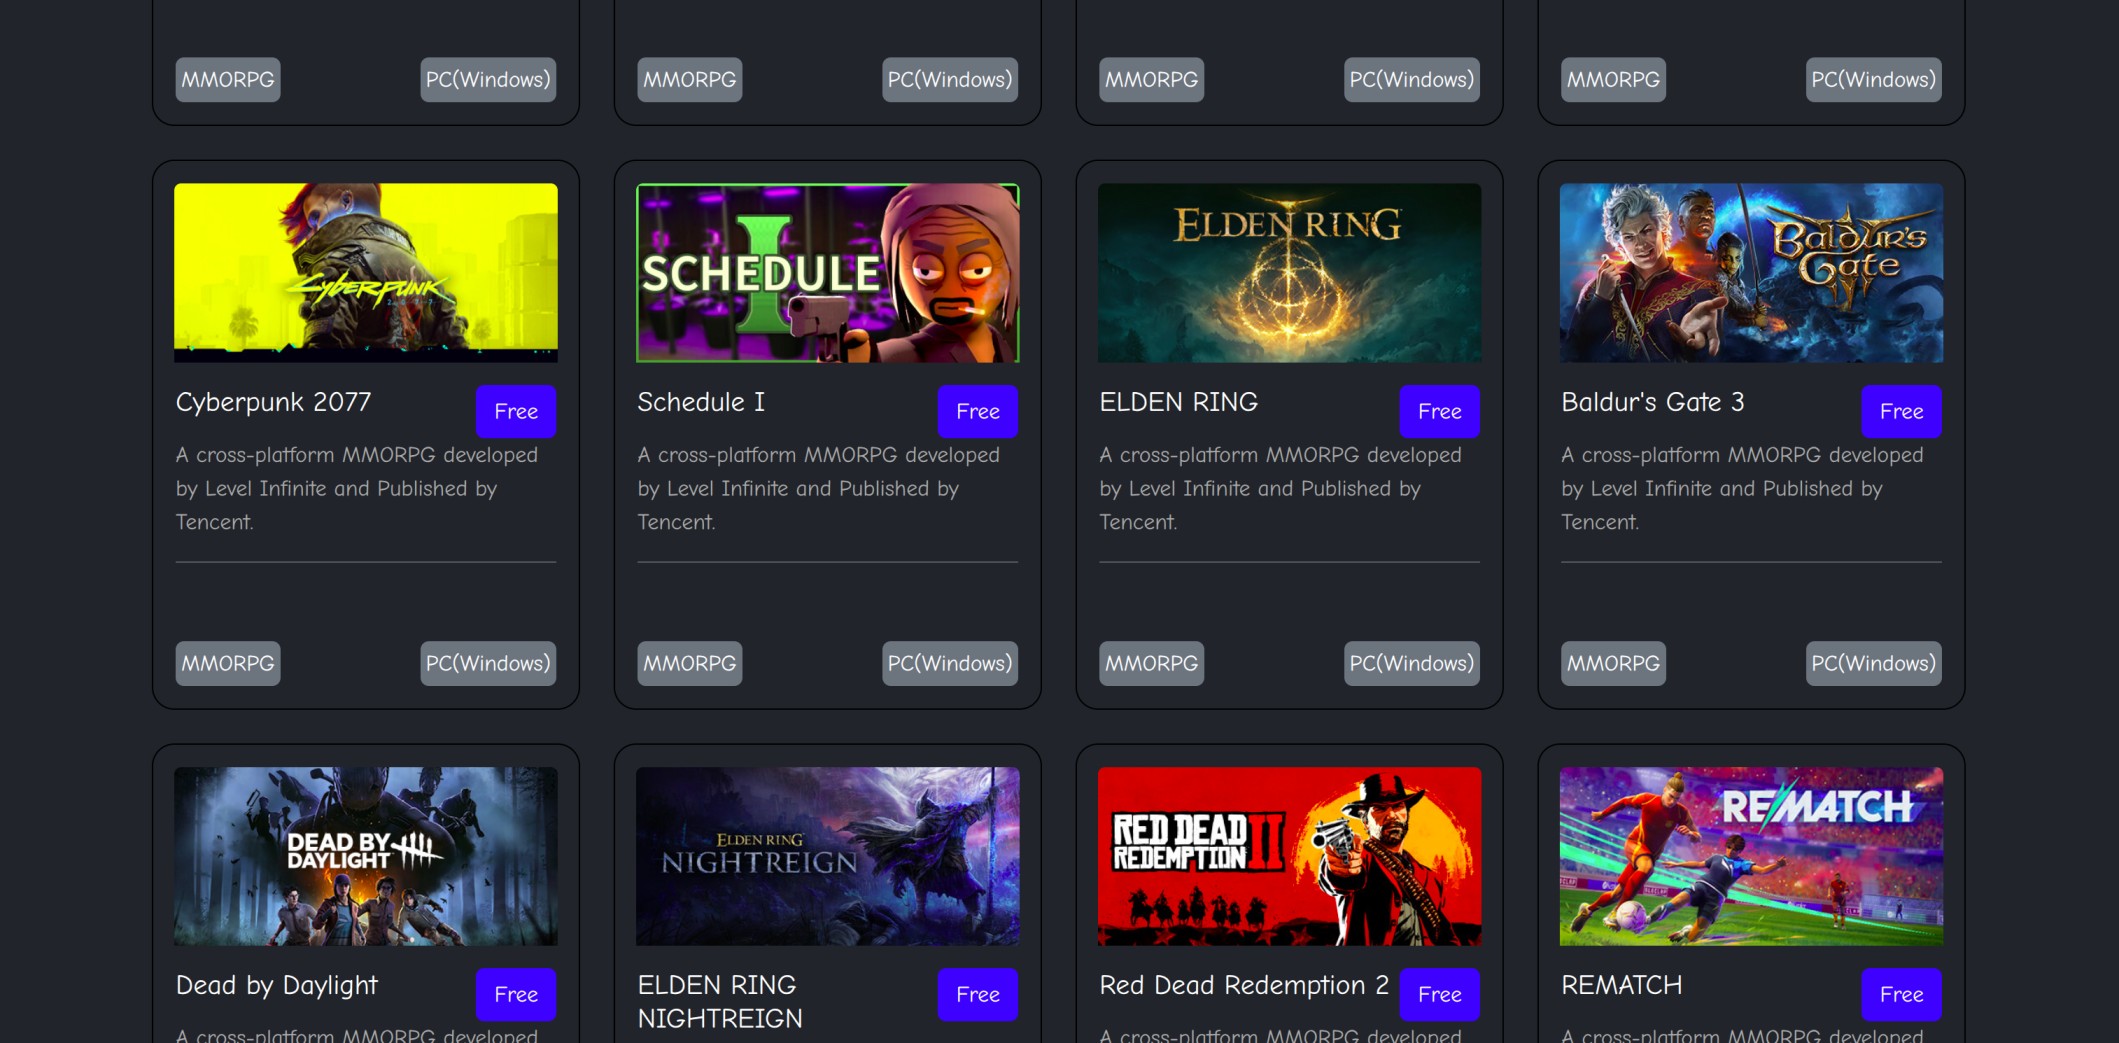 MMORPG PC(Windows)
MMORPG PC(Windows)
MMORPG PC(Windows)
MMORPG PC(Windows)
CYBERPUNK
SCHEDULE I
ELDEN RING
Baldur's
Gate
III
Cyberpunk 2077
Free
A cross-platform MMORPG developed
by Level Infinite and Published by
Tencent.
MMORPG PC(Windows)
Schedule I
Free
A cross-platform MMORPG developed
by Level Infinite and Published by
Tencent.
MMORPG PC(Windows)
ELDEN RING
Free
A cross-platform MMORPG developed
by Level Infinite and Published by
Tencent.
MMORPG PC(Windows)
Baldur's Gate 3
Free
A cross-platform MMORPG developed
by Level Infinite and Published by
Tencent.
MMORPG PC(Windows)
DEAD BY
DAYLIGHT
Dead by Daylight
Free
A cross-platform MMORPG developed
ELDEN RING
NIGHTREIGN
ELDEN RING
NIGHTREIGN
Free
RED DEAD
REDEMPTION II
Red Dead Redemption 2
Free
A cross-platform MMORPG developed
REMATCH
REMATCH
Free
A cross-platform MMORPG developed